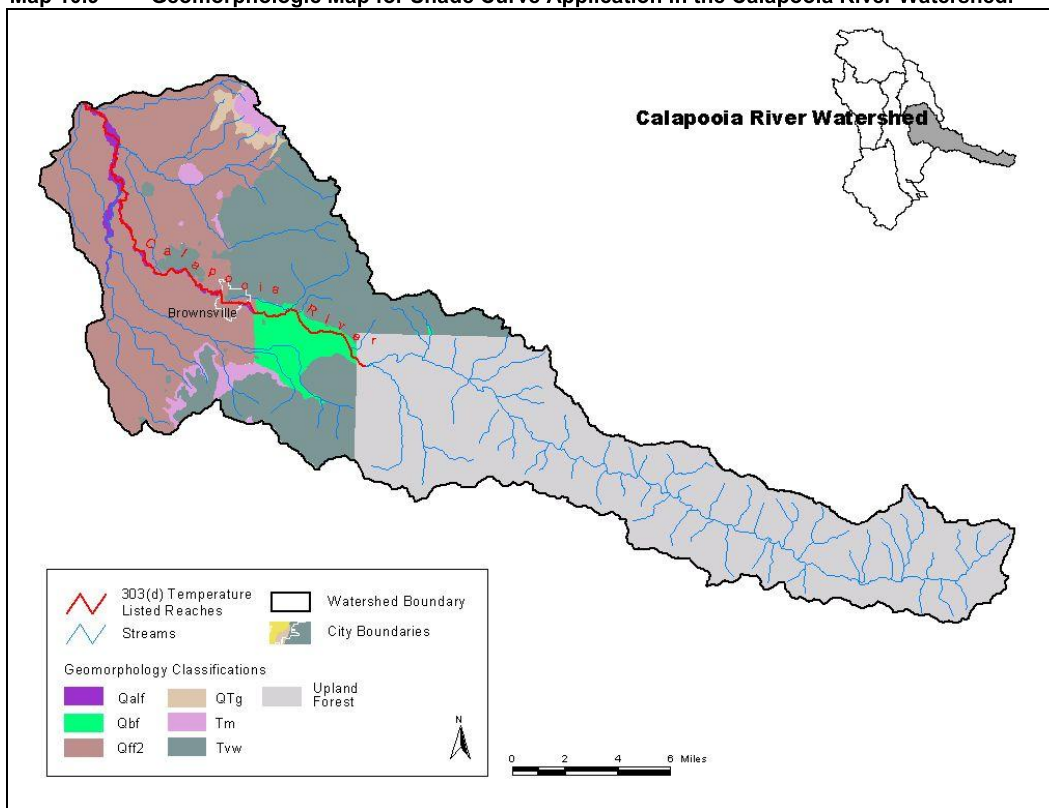 Map 10.9 Geomorphologic Map for Shade Curve Application in the Calapooia River Watershed.
Calapooia River Watershed
Calapooia River
Brownsville
303(d) Temperature
Listed Reaches
Watershed Boundary
Streams
City Boundaries
Geomorphology Classifications
Qalf
QTg
Upland
Forest
Qbf
Tm
Qff2
Tvw
N
0 2 4 6 Miles